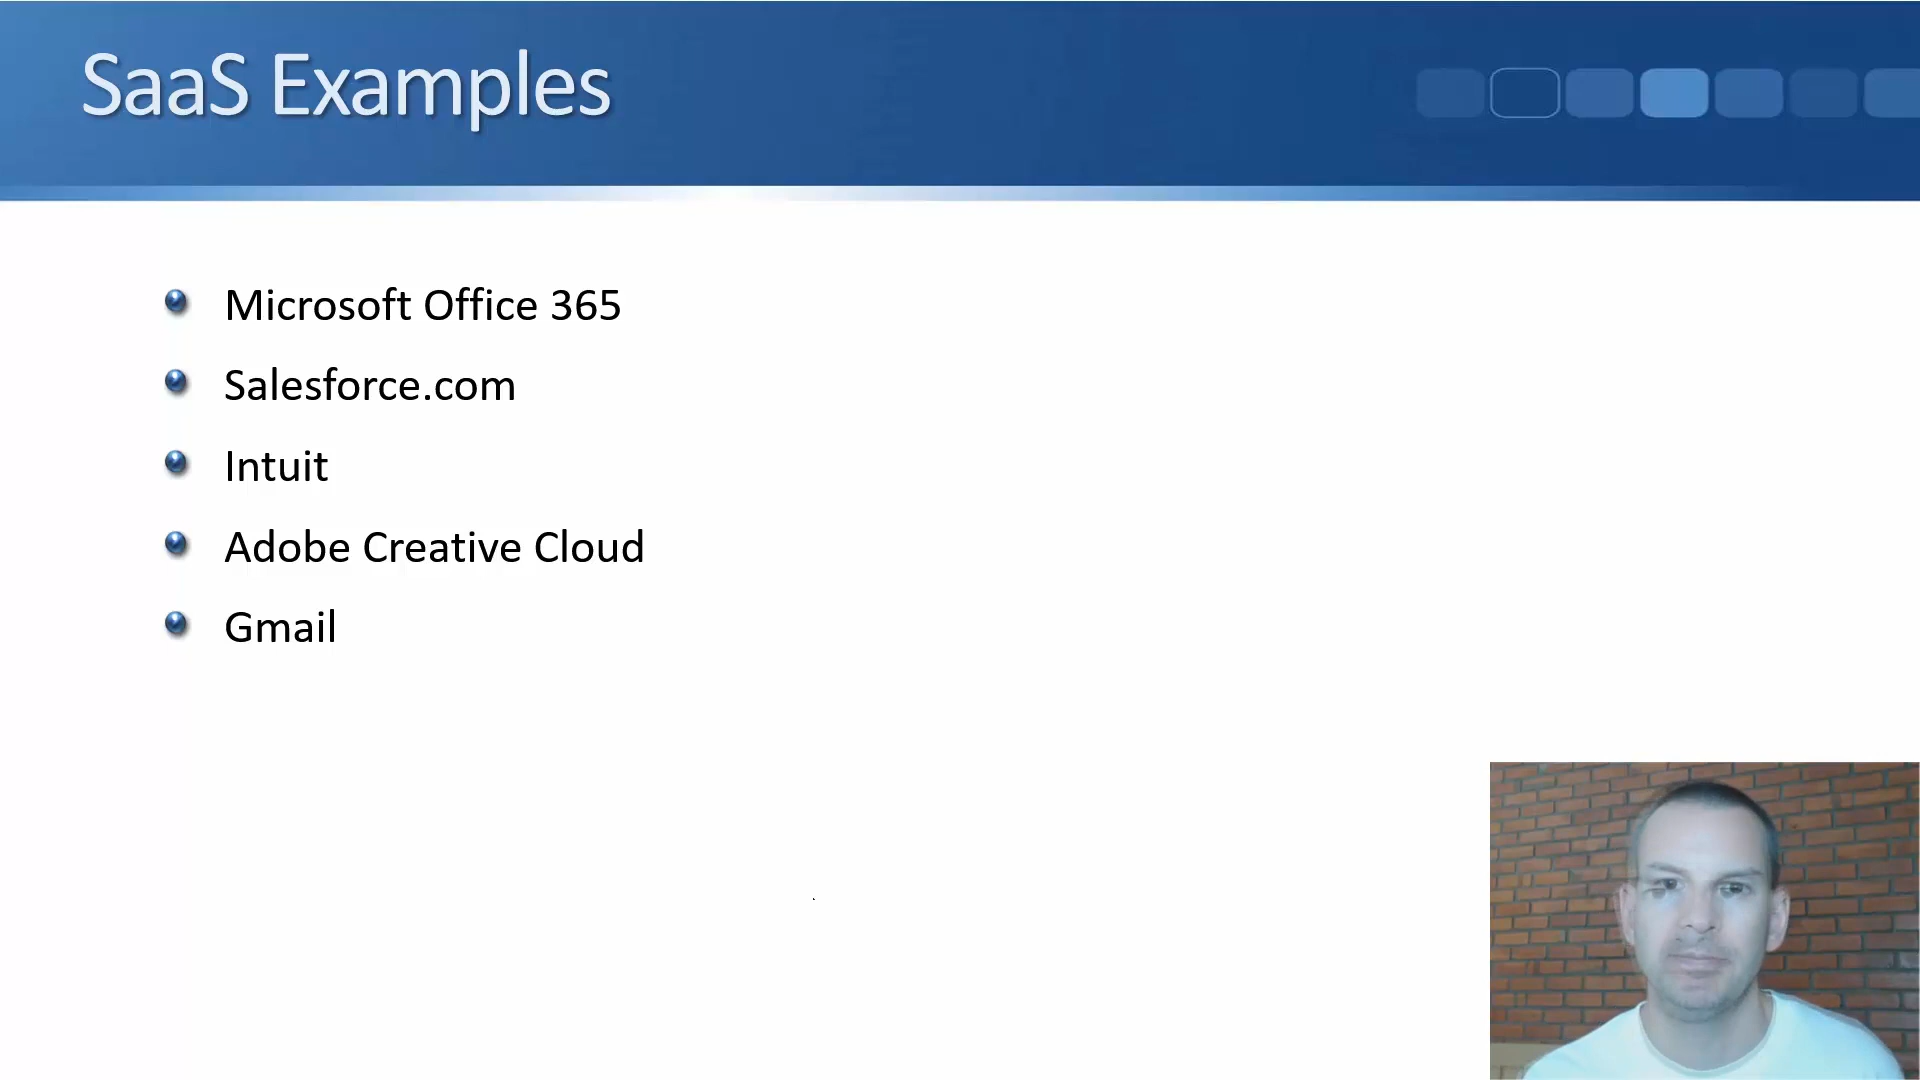 SaaS Examples
Microsoft Office 365
Salesforce.com
Intuit
Adobe Creative Cloud
Gmail